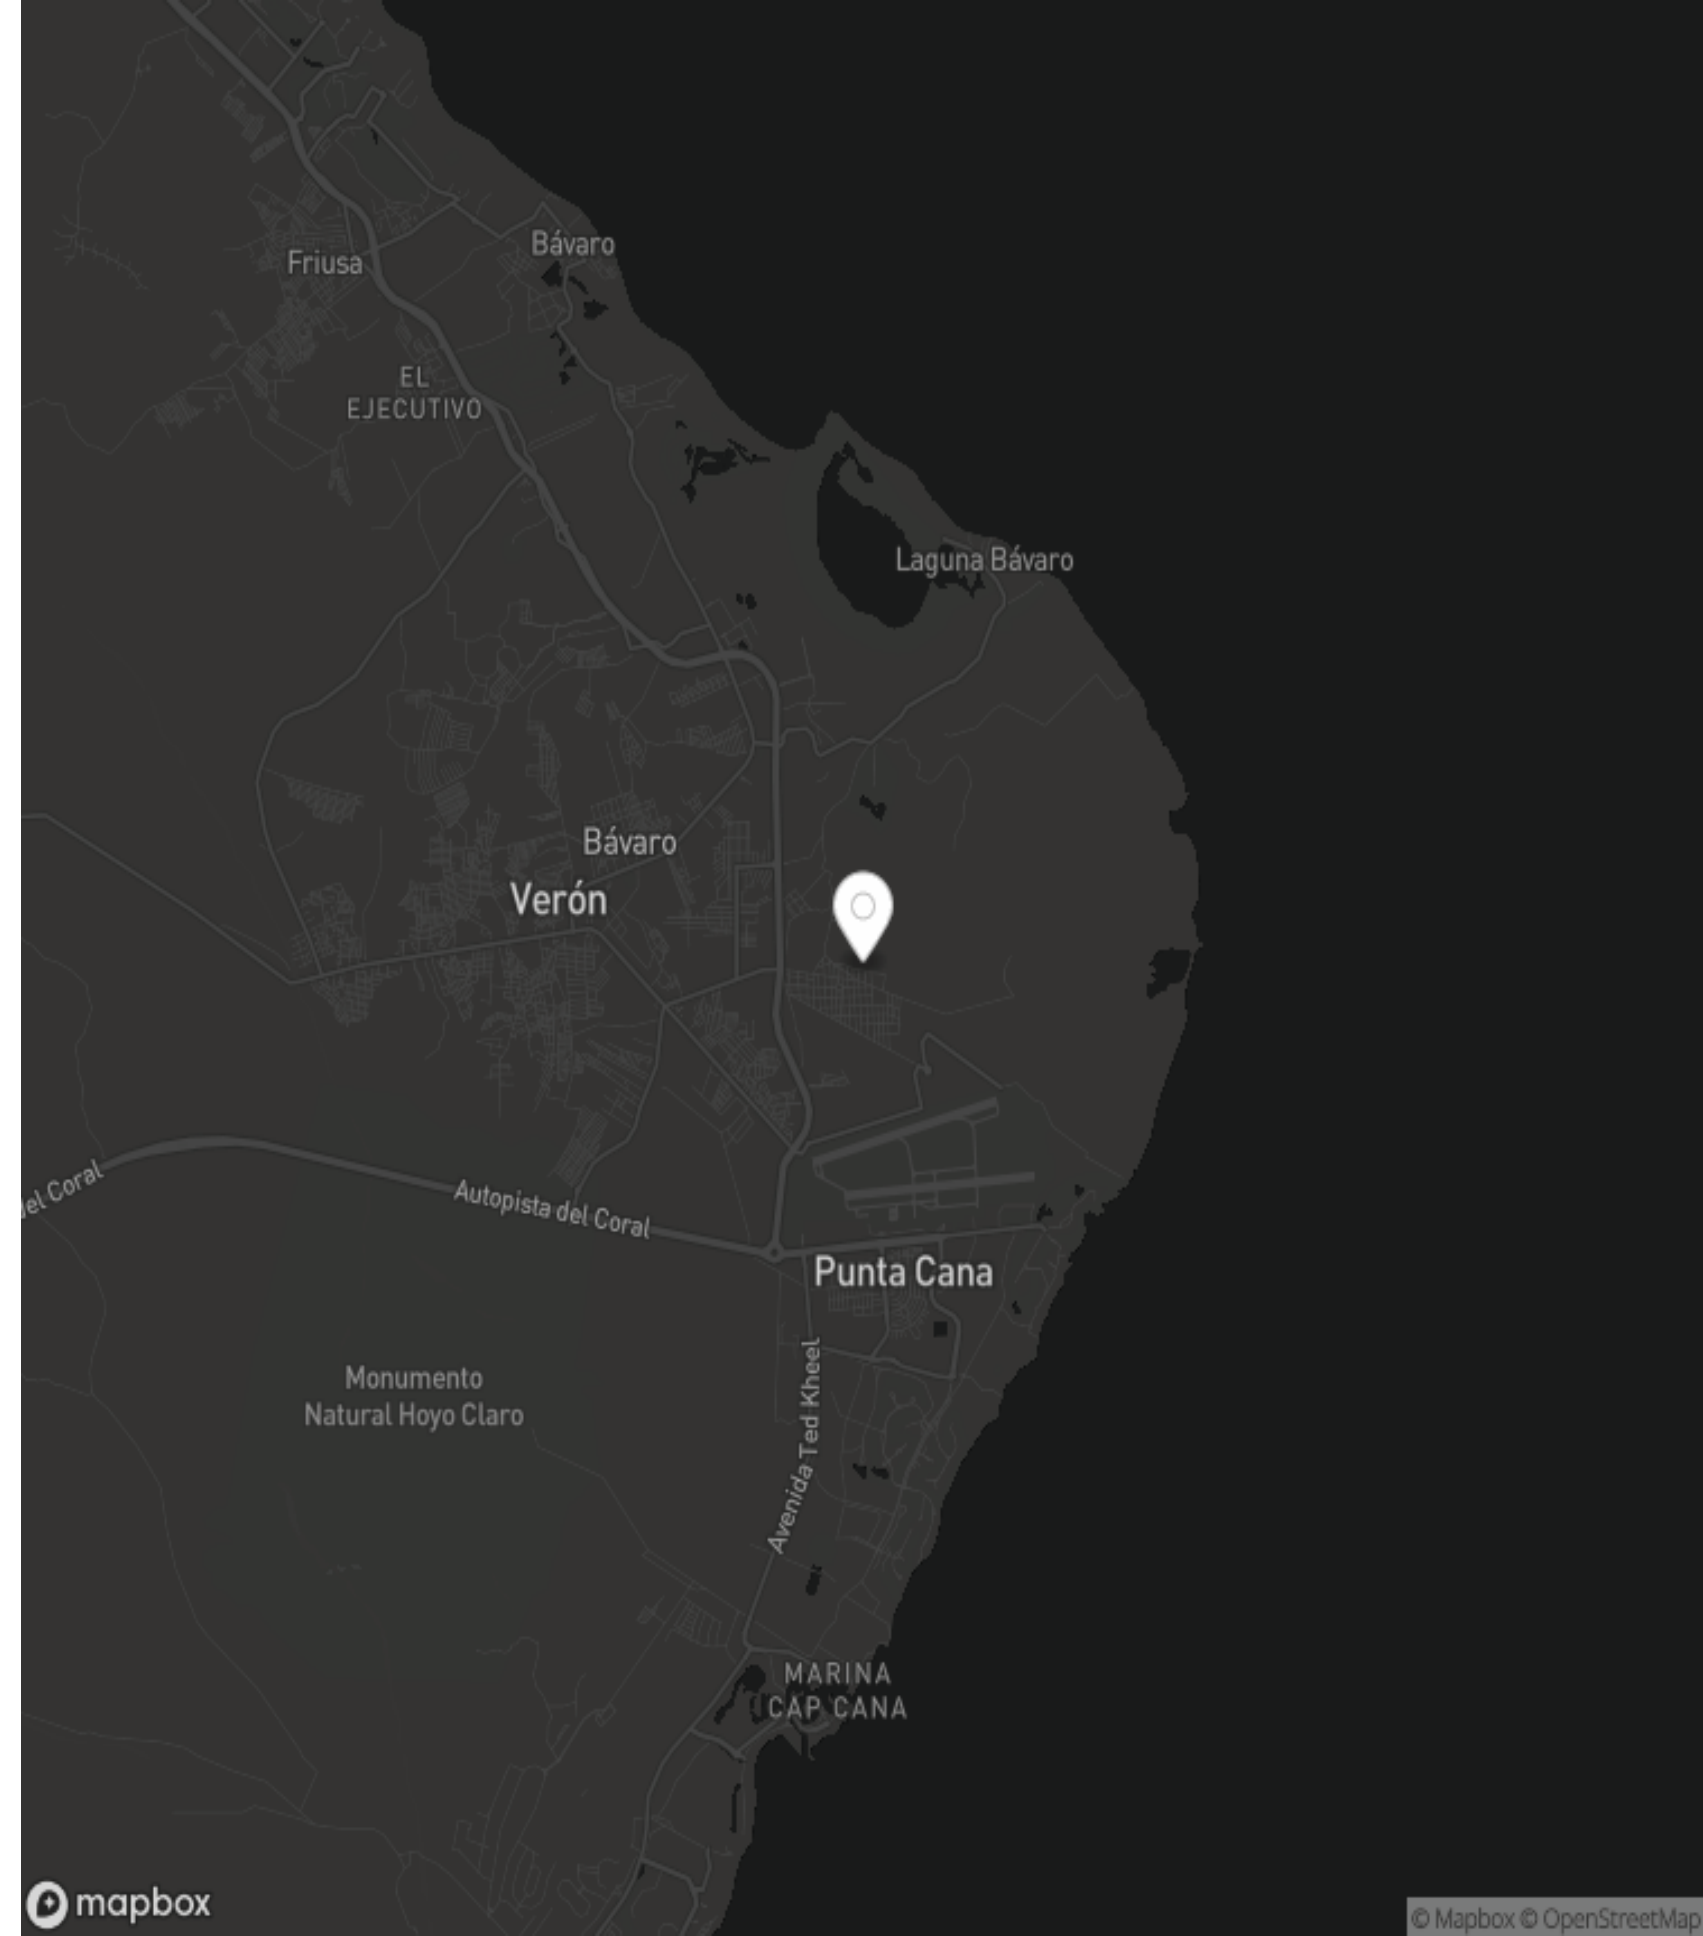 Bávaro
Friusa
EL
EJECUTIVO
Laguna Bávaro
Bávaro
Verón
del Coral
Autopista del Coral
Punta Cana
Avenida Ted Kheel
Monumento
Natural Hoyo Claro
MARINA
CAP CANA
mapbox
© Mapbox © OpenStreetMap